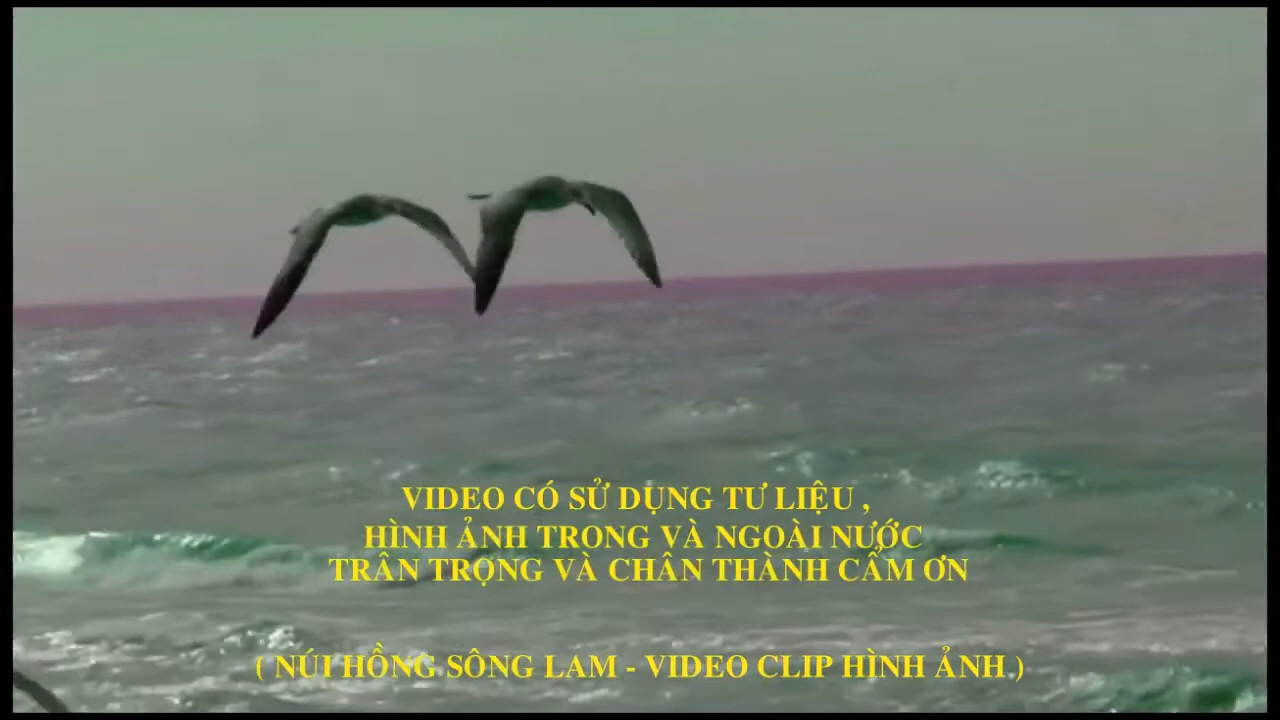 VIDEO CÓ SỬ DỤNG TƯ LIỆU ,
HÌNH ẢNH TRONG VÀ NGOÀI NƯỚC
TRÂN TRỌNG VÀ CHÂN THÀNH CẨM ƠN
( NÚI HỒNG SÔNG LAM - VIDEO CLIP HÌNH ẢNH )